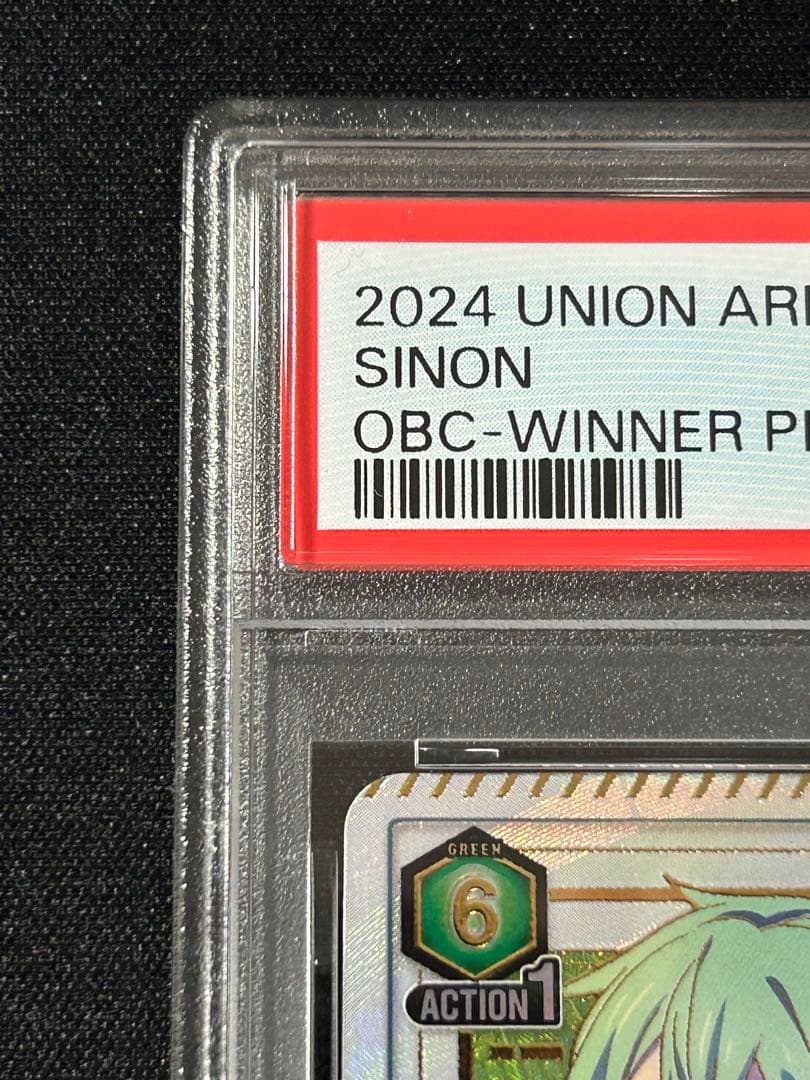 2024 UNION AR
SINON
OBC-WINNER P
GREEN
6
ACTION 1